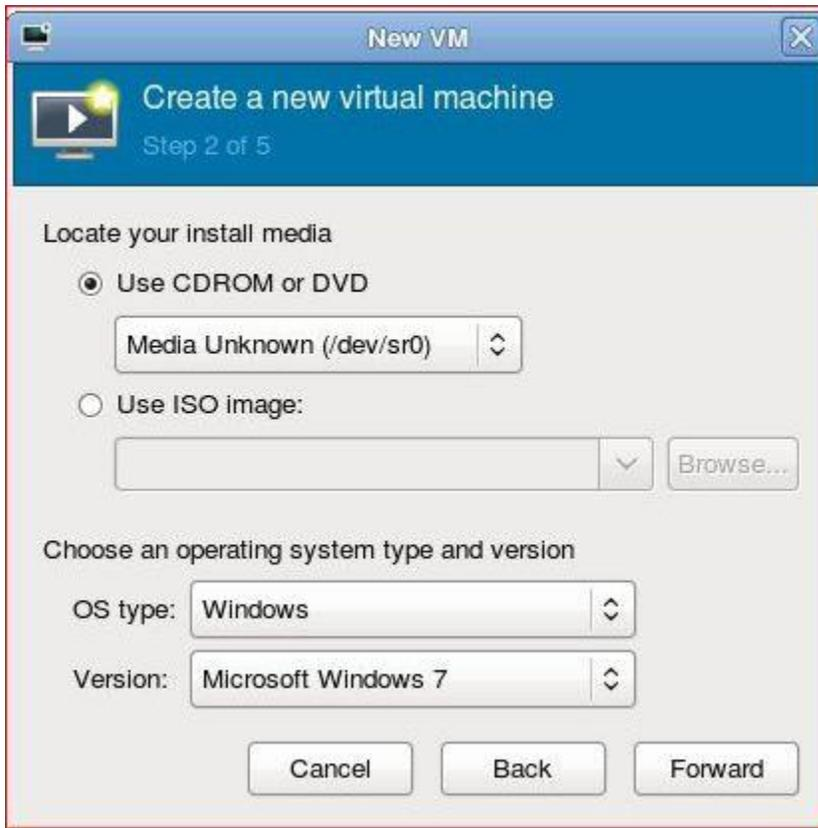 New VM
Create a new virtual machine
Step 2 of 5
Locate your install media
Use CDROM or DVD
Media Unknown (/dev/sr0)
Use ISO image:
Browse...
Choose an operating system type and version
OS type: Windows
Version: Microsoft Windows 7
Cancel Back Forward